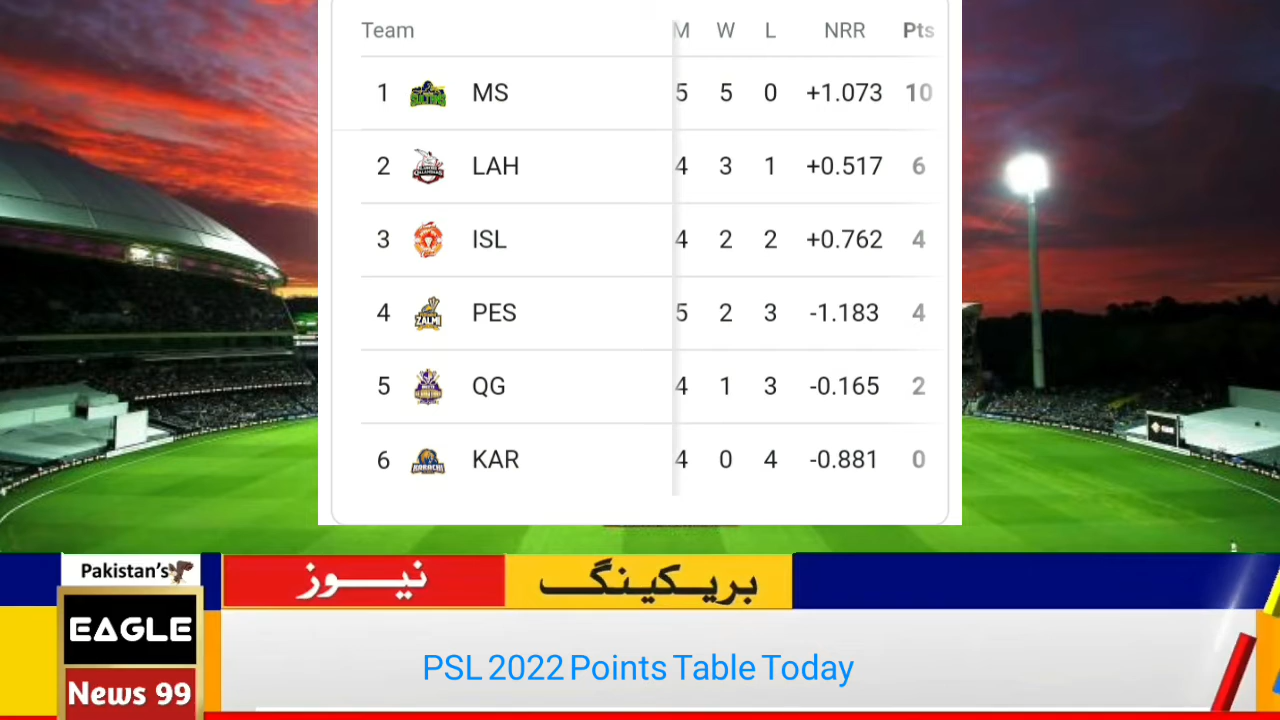 Team M W L NRR Pts
1 MS 5 5 0 +1.073 10
2 LAH 4 3 1 +0.517 6
3 ISL 4 2 2 +0.762 4
4 PES 5 2 3 -1.183 4
5 QG 4 1 3 -0.165 2
6 KAR 4 0 4 -0.881 0
Pakistan's
EAGLE
News 99
بریکینگ نیوز
PSL 2022 Points Table Today